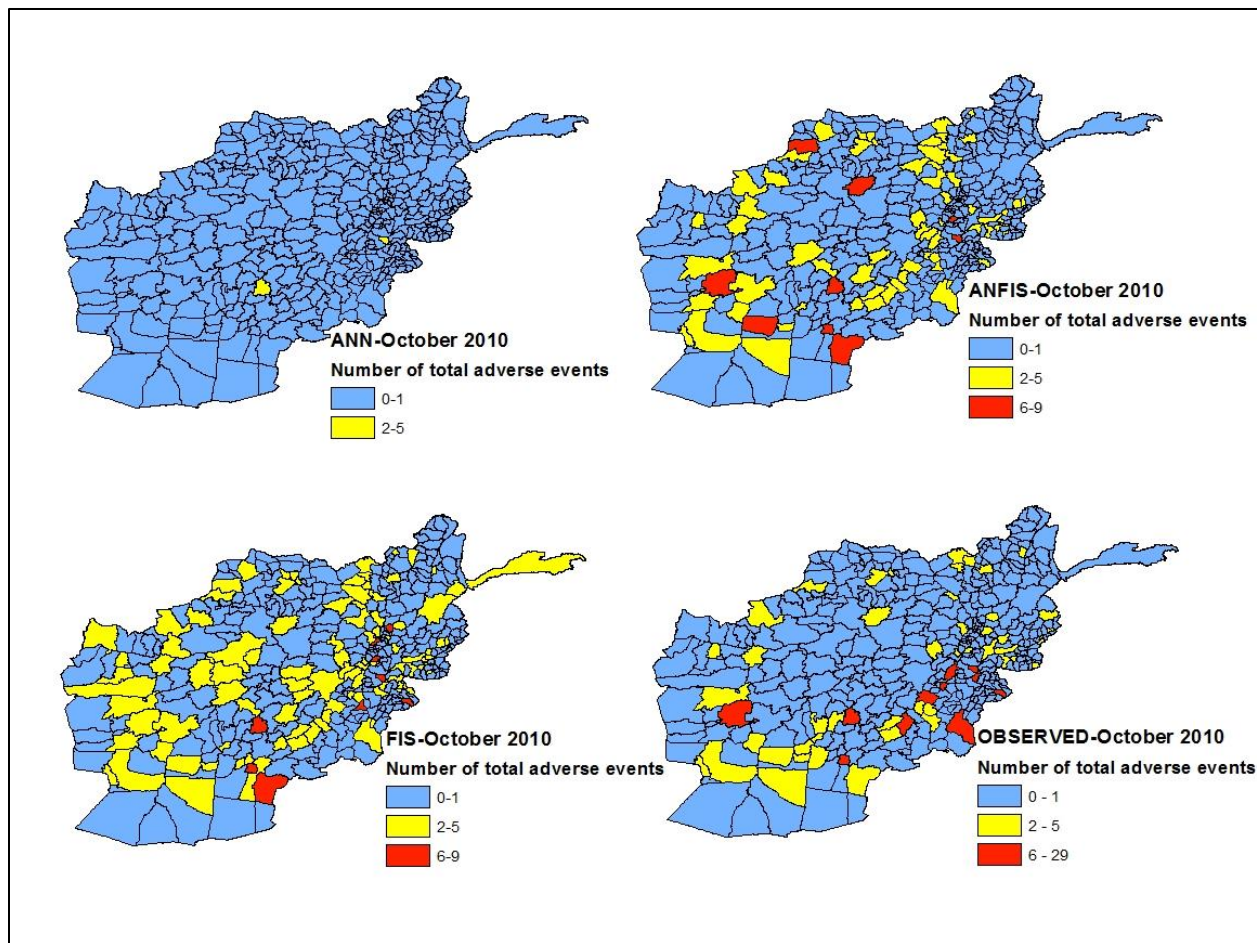 ANN-October 2010
Number of total adverse events
0-1
2-5
ANFIS-October 2010
Number of total adverse events
0-1
2-5
6-9
FIS-October 2010
Number of total adverse events
0-1
2-5
6-9
OBSERVED-October 2010
Number of total adverse events
0 - 1
2 - 5
6 - 29